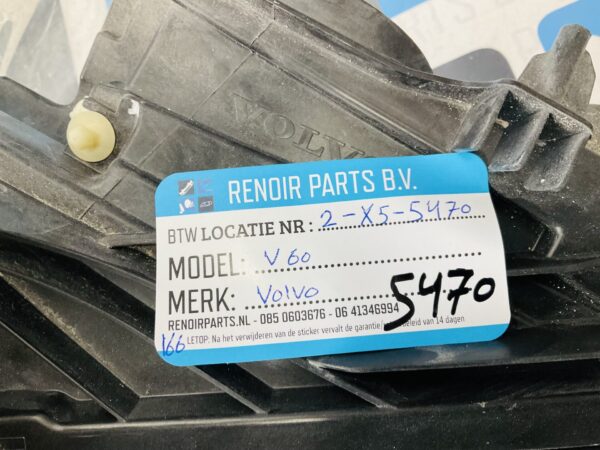 VOLVO
RENOIR PARTS B.V.
BTW LOCATIE NR: 2-X5-5470
MODEL: V60
MERK: Volvo
5470
RENOIRPARTS.NL - 085 0603676 - 06 41346994
166 LETOP: Na het verwijderen van de sticker vervalt de garantie van 14 dagen